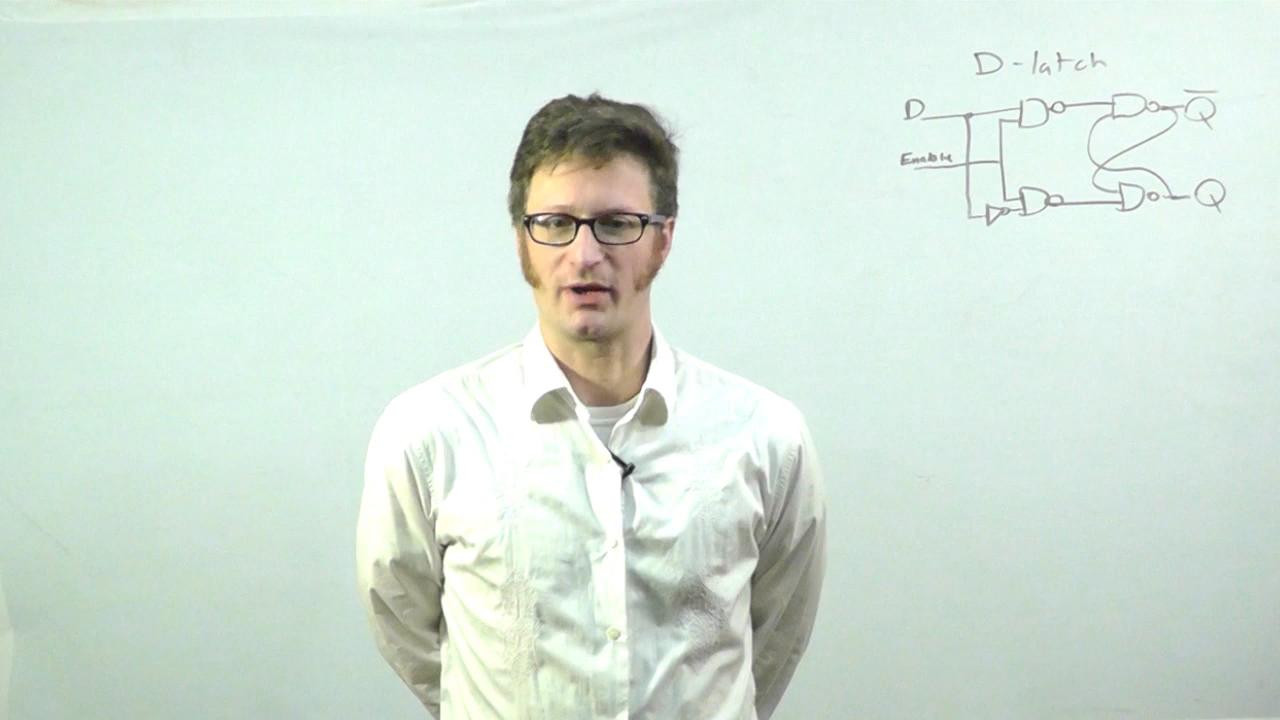 D-latch
D
Q̅
Enable
Q